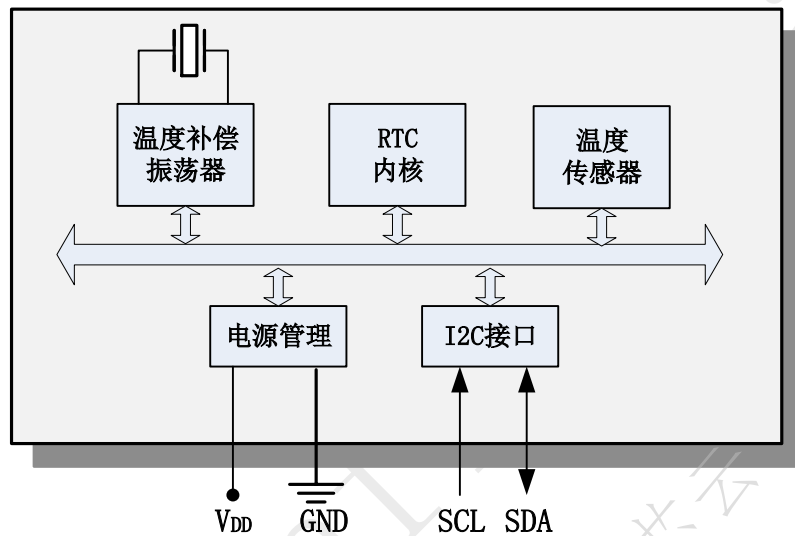 温度补偿
振荡器
RTC
内核
温度
传感器
电源管理
I2C接口
VDD
GND
SCL
SDA